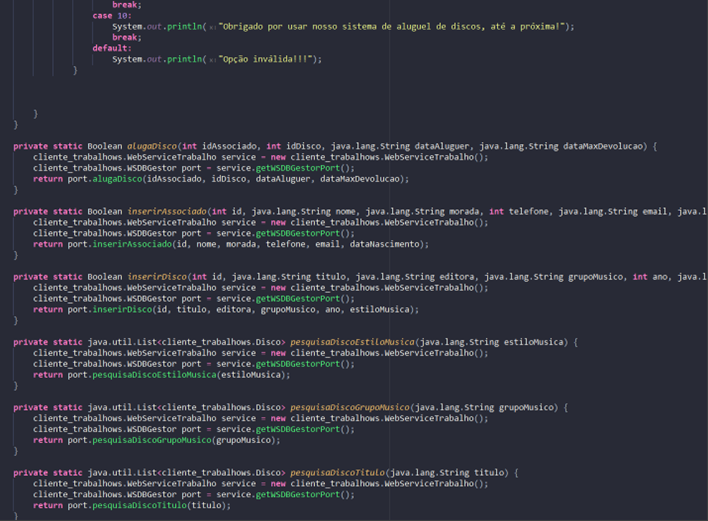 break;
case 10:
System.out.println( s: "Obrigado por usar nosso sistema de aluguel de discos, até a próxima!");
break;
default:
System.out.println( s: "Opção inválida!!!");
}
}
}
private static Boolean alugaDisco(int idAssociado, int idDisco, java.lang.String dataAluguer, java.lang.String dataMaxDevolucao) {
cliente_trabalhows.WebServiceTrabalho service = new cliente_trabalhows.WebServiceTrabalho();
cliente_trabalhows.WSDBGestor port = service.getWSDBGestorPort();
return port.alugaDisco(idAssociado, idDisco, dataAluguer, dataMaxDevolucao);
}
private static Boolean inserirAssociado(int id, java.lang.String nome, java.lang.String morada, int telefone, java.lang.String email, java.l
cliente_trabalhows.WebServiceTrabalho service = new cliente_trabalhows.WebServiceTrabalho();
cliente_trabalhows.WSDBGestor port = service.getWSDBGestorPort();
return port.inserirAssociado(id, nome, morada, telefone, email, dataNascimento);
}
private static Boolean inserirDisco(int id, java.lang.String titulo, java.lang.String editora, java.lang.String grupoMusico, int ano, java.l
cliente_trabalhows.WebServiceTrabalho service = new cliente_trabalhows.WebServiceTrabalho();
cliente_trabalhows.WSDBGestor port = service.getWSDBGestorPort();
return port.inserirDisco(id, titulo, editora, grupoMusico, ano, estiloMusica);
}
private static java.util.List<cliente_trabalhows.Disco> pesquisaDiscoEstiloMusica(java.lang.String estiloMusica) {
cliente_trabalhows.WebServiceTrabalho service = new cliente_trabalhows.WebServiceTrabalho();
cliente_trabalhows.WSDBGestor port = service.getWSDBGestorPort();
return port.pesquisaDiscoEstiloMusica(estiloMusica);
}
private static java.util.List<cliente_trabalhows.Disco> pesquisaDiscoGrupoMusico(java.lang.String grupoMusico) {
cliente_trabalhows.WebServiceTrabalho service = new cliente_trabalhows.WebServiceTrabalho();
cliente_trabalhows.WSDBGestor port = service.getWSDBGestorPort();
return port.pesquisaDiscoGrupoMusico(grupoMusico);
}
private static java.util.List<cliente_trabalhows.Disco> pesquisaDiscoTitulo(java.lang.String titulo) {
cliente_trabalhows.WebServiceTrabalho service = new cliente_trabalhows.WebServiceTrabalho();
cliente_trabalhows.WSDBGestor port = service.getWSDBGestorPort();
return port.pesquisaDiscoTitulo(titulo);
}